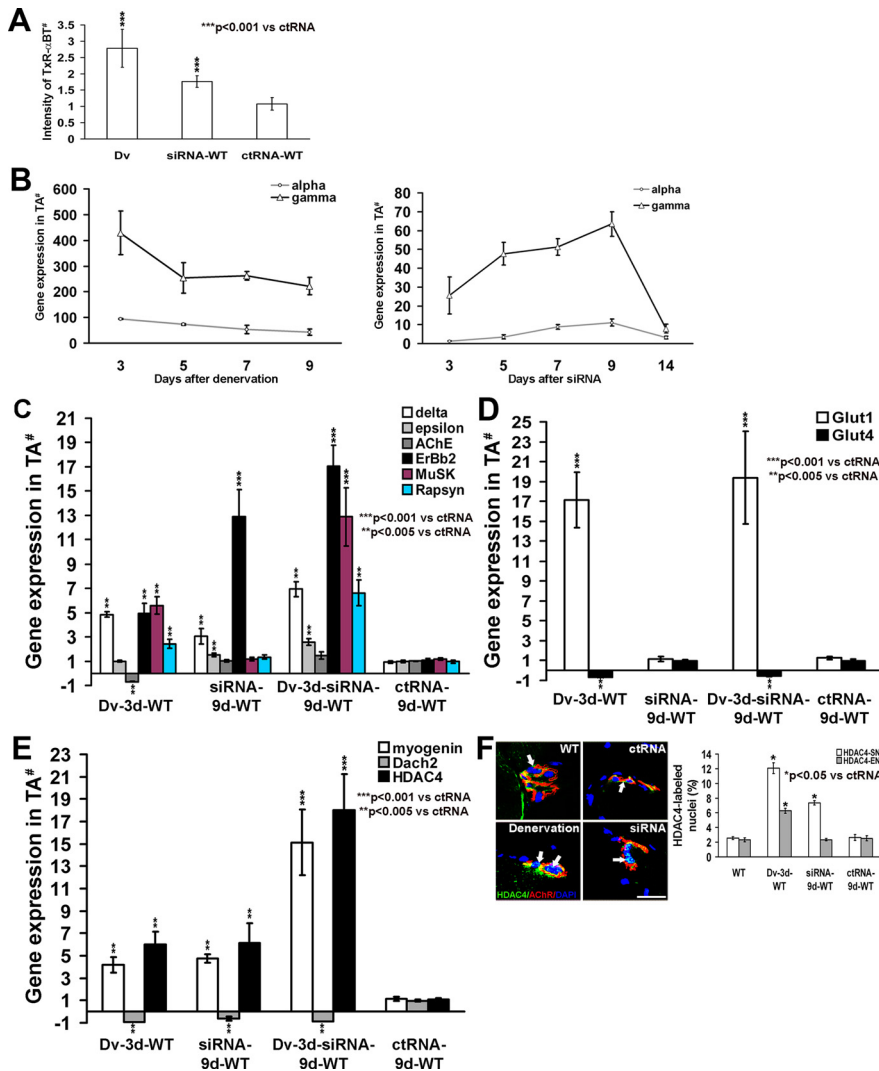 A
Intensity of TxR-αBT#
3.5
3
2.5
2
1.5
1
0.5
0
***
***
***p<0.001 vs ctRNA
Dv siRNA-WT ctRNA-WT
B
Gene expression in TA#
600
500
400
300
200
100
0
alpha
gamma
3 5 7 9
Days after denervation
Gene expression in TA#
80
70
60
50
40
30
20
10
0
alpha
gamma
3 5 7 9 14
Days after siRNA
C
Gene expression in TA#
21
19
17
15
13
11
9
7
5
3
1
-1
delta
epsilon
AChE
ErBb2
MuSK
Rapsyn
***p<0.001 vs ctRNA
**p<0.005 vs ctRNA
** ** ** ** **
** ** ***
** ** *** *** **
Dv-3d-WT siRNA-9d-WT Dv-3d-siRNA-9d-WT ctRNA-9d-WT
D
Gene expression in TA#
25
23
21
19
17
15
13
11
9
7
5
3
1
-1
Glut1
Glut4
***p<0.001 vs ctRNA
**p<0.005 vs ctRNA
*** **
*** **
Dv-3d-WT siRNA-9d-WT Dv-3d-siRNA-9d-WT ctRNA-9d-WT
E
Gene expression in TA#
23
21
19
17
15
13
11
9
7
5
3
1
-1
myogenin
Dach2
HDAC4
***p<0.001 vs ctRNA
**p<0.005 vs ctRNA
** ** **
** ** **
*** ** ***
Dv-3d-WT siRNA-9d-WT Dv-3d-siRNA-9d-WT ctRNA-9d-WT
F
WT
ctRNA
Denervation
siRNA
HDAC4/AChR/DAPI
HDAC4-labeled nuclei (%)
14
12
10
8
6
4
2
0
HDAC4-SN
HDAC4-EN
*p<0.05 vs ctRNA
* * *
WT Dv-3d-WT siRNA-9d-WT ctRNA-9d-WT